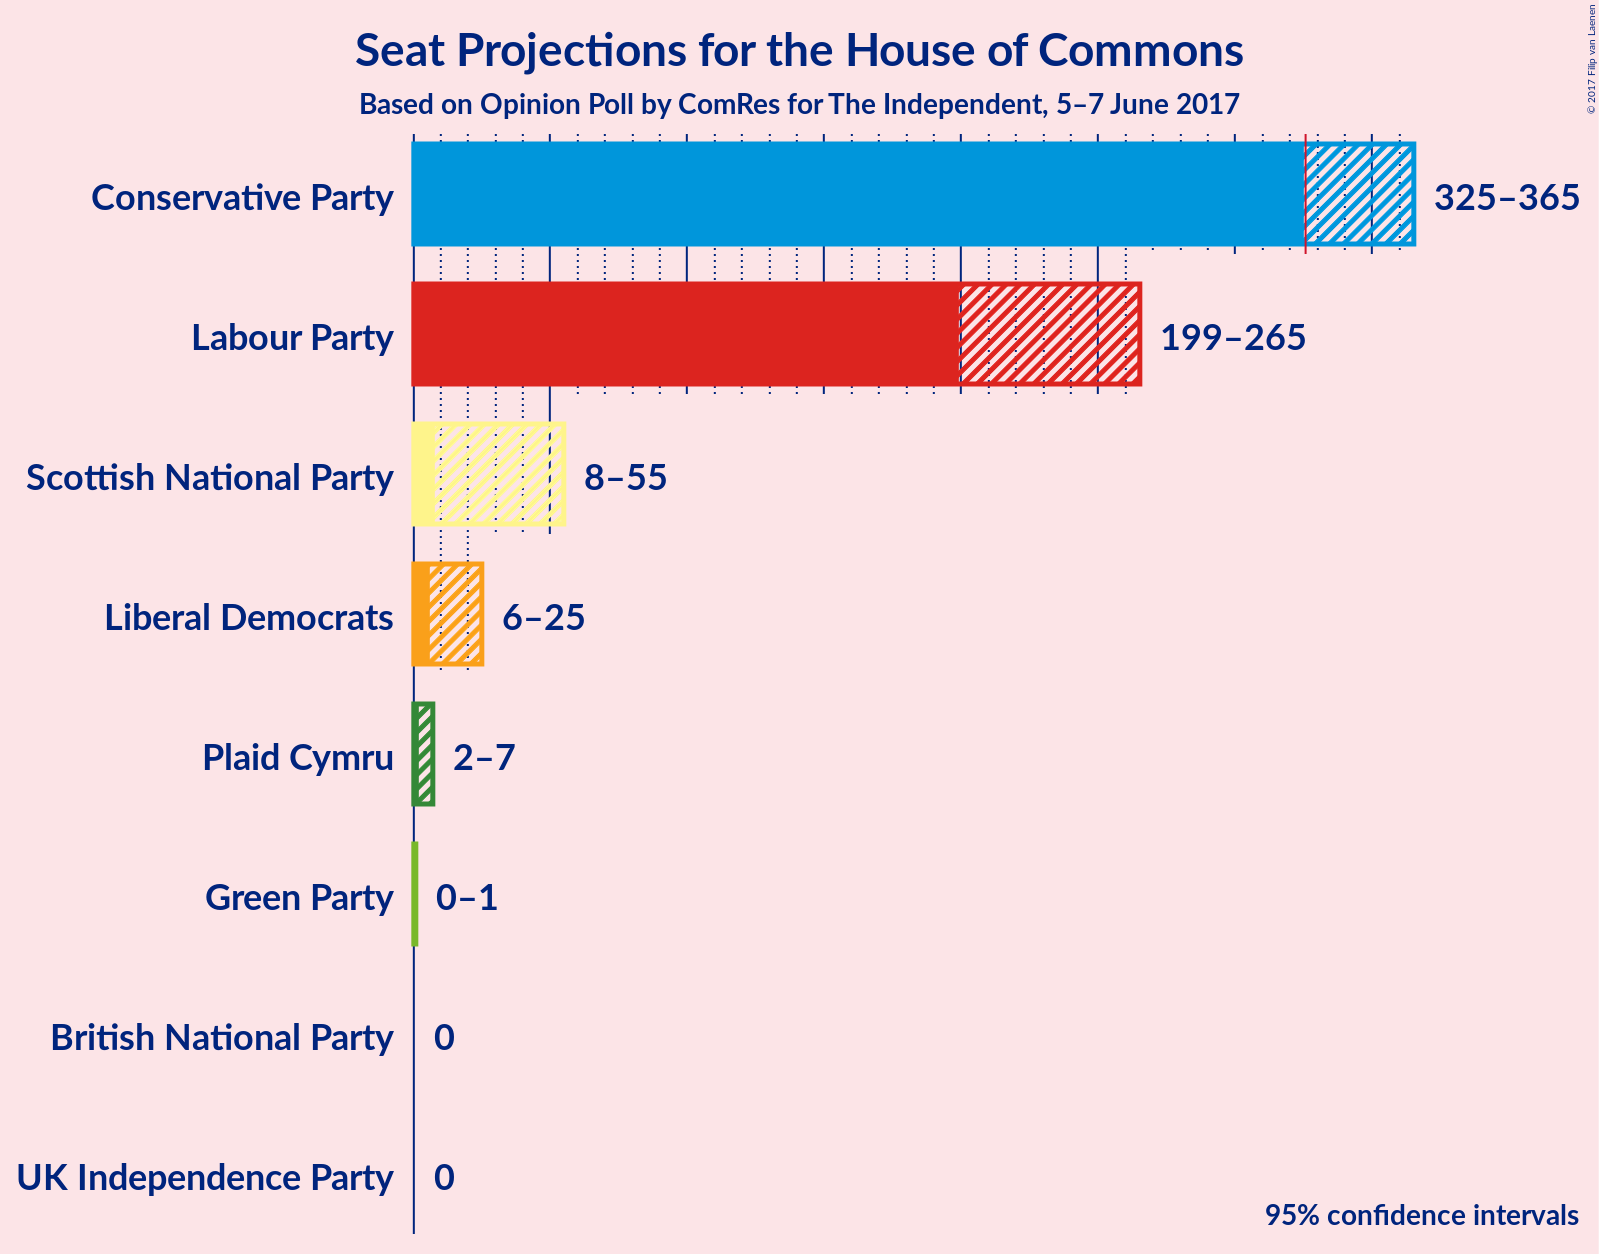 Seat Projections for the House of Commons
Based on Opinion Poll by ComRes for The Independent, 5–7 June 2017
© 2017 Filip van Laenen
Conservative Party 325–365
Labour Party 199–265
Scottish National Party 8–55
Liberal Democrats 6–25
Plaid Cymru 2–7
Green Party 0–1
British National Party 0
UK Independence Party 0
95% confidence intervals